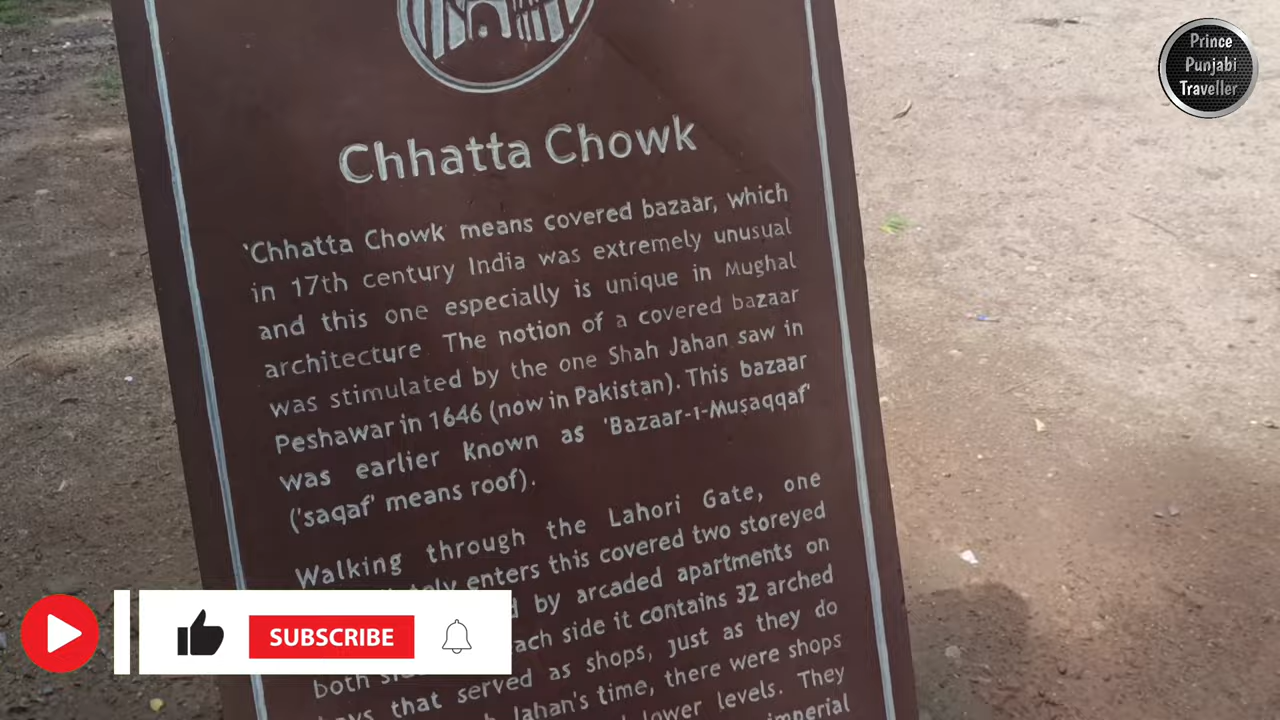 Prince
Punjabi
Traveller
Chhatta Chowk
'Chhatta Chowk' means covered bazaar, which
in 17th century India was extremely unusual
and this one especially is unique in Mughal
architecture The notion of a covered bazaar
was stimulated by the one Shah Jahan saw in
Peshawar in 1646 (now in Pakistan). This bazaar
was earlier known as 'Bazaar-i-Musaqqaf'
('saqaf' means roof).
Walking through the Lahori Gate, one
enters this covered two storeyed
by arcaded apartments on
both each side it contains 32 arched
that served as shops, just as they do
Jahan's time, there were shops
lower levels. They
imperial
SUBSCRIBE